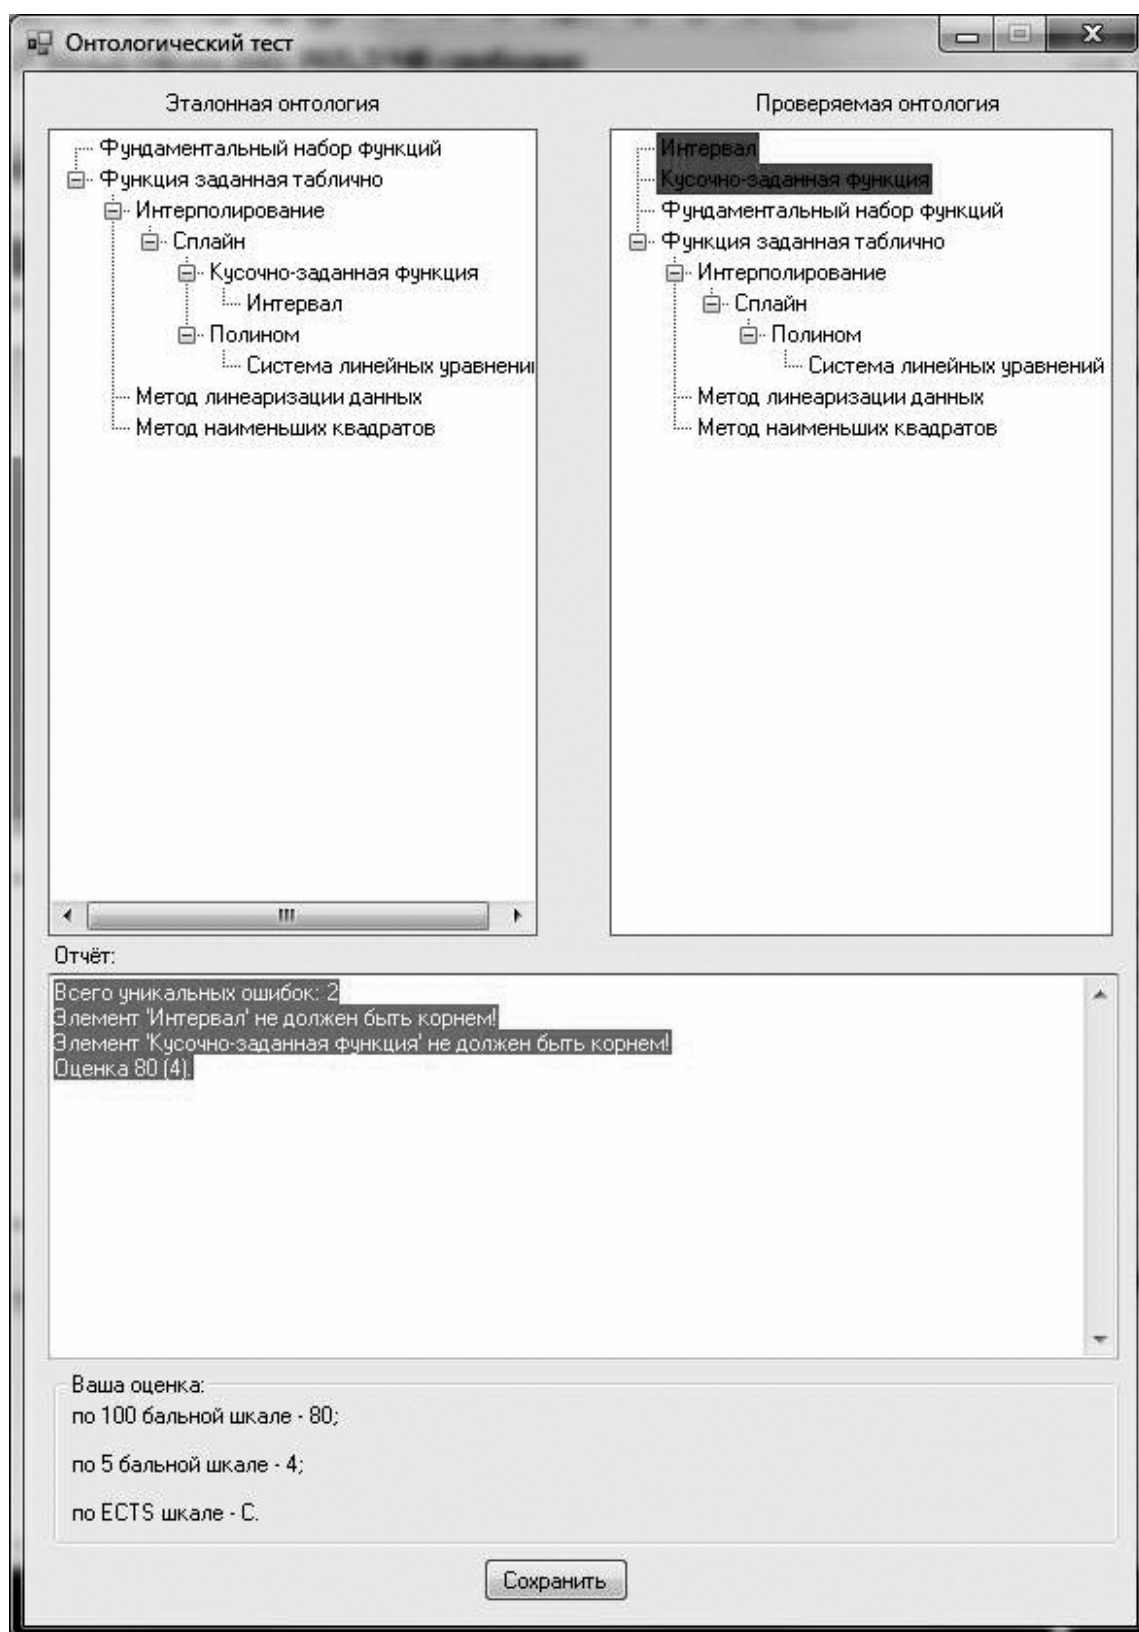 Онтологический тест
Эталонная онтология
Фундаментальный набор функций
Функция заданная таблично
Интерполирование
Сплайн
Кусочно-заданная функция
Интервал
Полином
Система линейных уравнени
Метод линеаризации данных
Метод наименьших квадратов
Проверяемая онтология
Интервал
Кусочно-заданная функция
Фундаментальный набор функций
Функция заданная таблично
Интерполирование
Сплайн
Полином
Система линейных уравнений
Метод линеаризации данных
Метод наименьших квадратов
Отчёт:
Всего уникальных ошибок: 2
Элемент 'Интервал' не должен быть корнем!
Элемент 'Кусочно-заданная функция' не должен быть корнем!
Оценка 80 (4).
Ваша оценка:
по 100 бальной шкале - 80;
по 5 бальной шкале - 4;
по ECTS шкале - C.
Сохранить